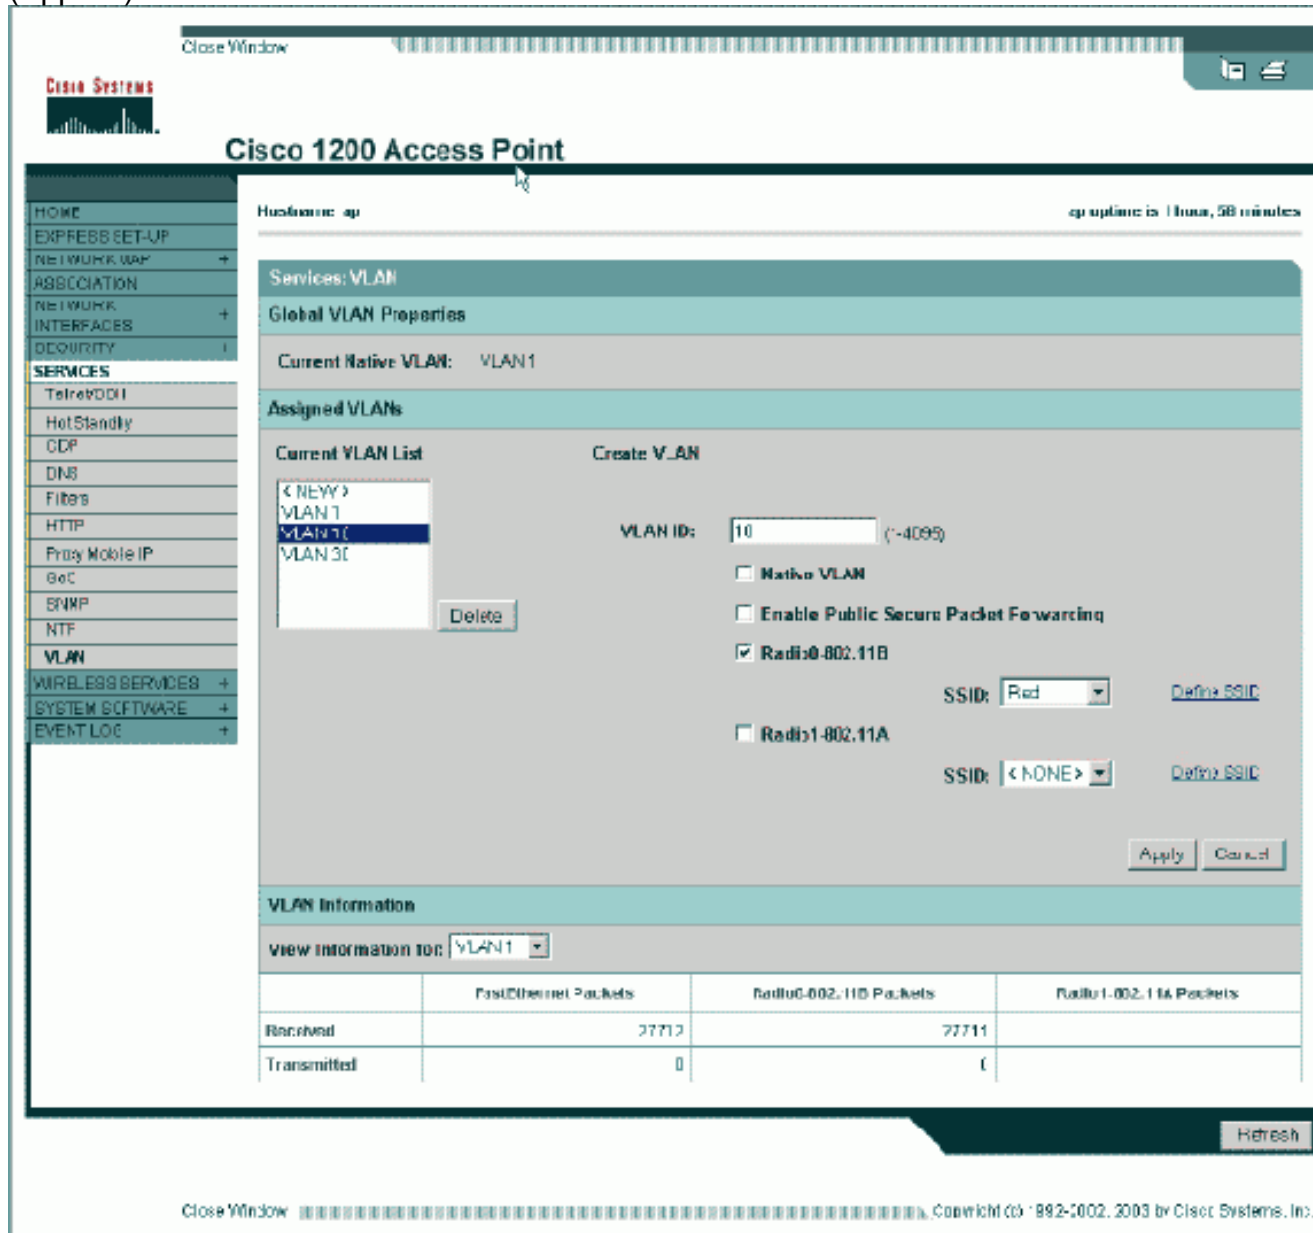 Close Window
Cisco Systems
Cisco 1200 Access Point
HOME
EXPRESS SET-UP
NETWORK MAP +
ASSOCIATION
NETWORK
INTERFACES +
SECURITY
SERVICES
Hot Standby
CDP
DNS
Filters
HTTP
Proxy Mobile IP
QoS
SNMP
NTP
VLAN
WIRELESS SERVICES +
SYSTEM SOFTWARE +
EVENT LOG +
Hostname ap
ap uptime is 1 hour, 58 minutes
Services: VLAN
Global VLAN Properties
Current Native VLAN: VLAN 1
Assigned VLANs
Current VLAN List
Create VLAN
< NEW >
VLAN 1
VLAN 10
VLAN 30
Delete
VLAN ID: 10 (1-4095)
Native VLAN
Enable Public Secure Packet Forwarding
Radio0-802.11B
SSID: Red Define SSID
Radio1-802.11A
SSID: < NONE > Define SSID
Apply Cancel
VLAN Information
View Information for: VLAN 1
FastEthernet Packets Radio0-802.11B Packets Radio1-802.11A Packets
Received 27712 27711
Transmitted 0 0
Refresh
Close Window
Copyright (c) 1992-2002, 2003 by Cisco Systems, Inc.